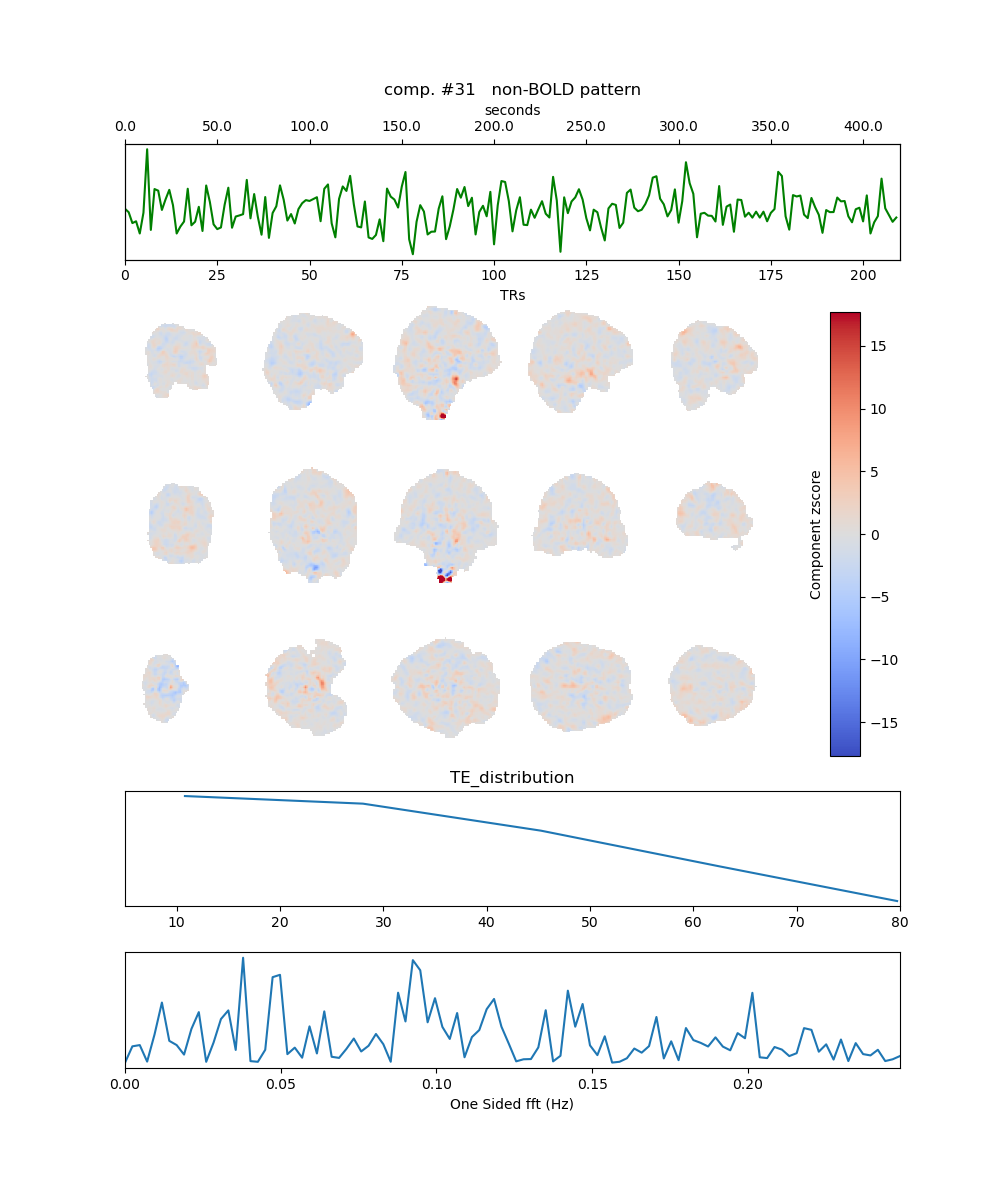 comp. #31   non-BOLD pattern
seconds
0.0 50.0 100.0 150.0 200.0 250.0 300.0 350.0 400.0
0 25 50 75 100 125 150 175 200
TRs
15
10
5
0
−5
−10
−15
Component zscore
TE_distribution
10 20 30 40 50 60 70 80
0.00 0.05 0.10 0.15 0.20
One Sided fft (Hz)